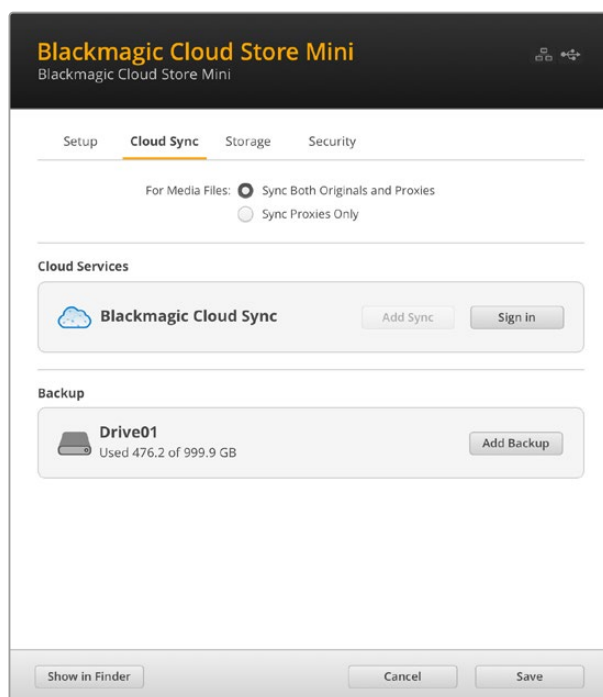 Blackmagic Cloud Store Mini
Blackmagic Cloud Store Mini
Setup Cloud Sync Storage Security
For Media Files: Sync Both Originals and Proxies
Sync Proxies Only
Cloud Services
Blackmagic Cloud Sync Add Sync Sign in
Backup
Drive01
Used 476.2 of 999.9 GB
Add Backup
Show in Finder Cancel Save